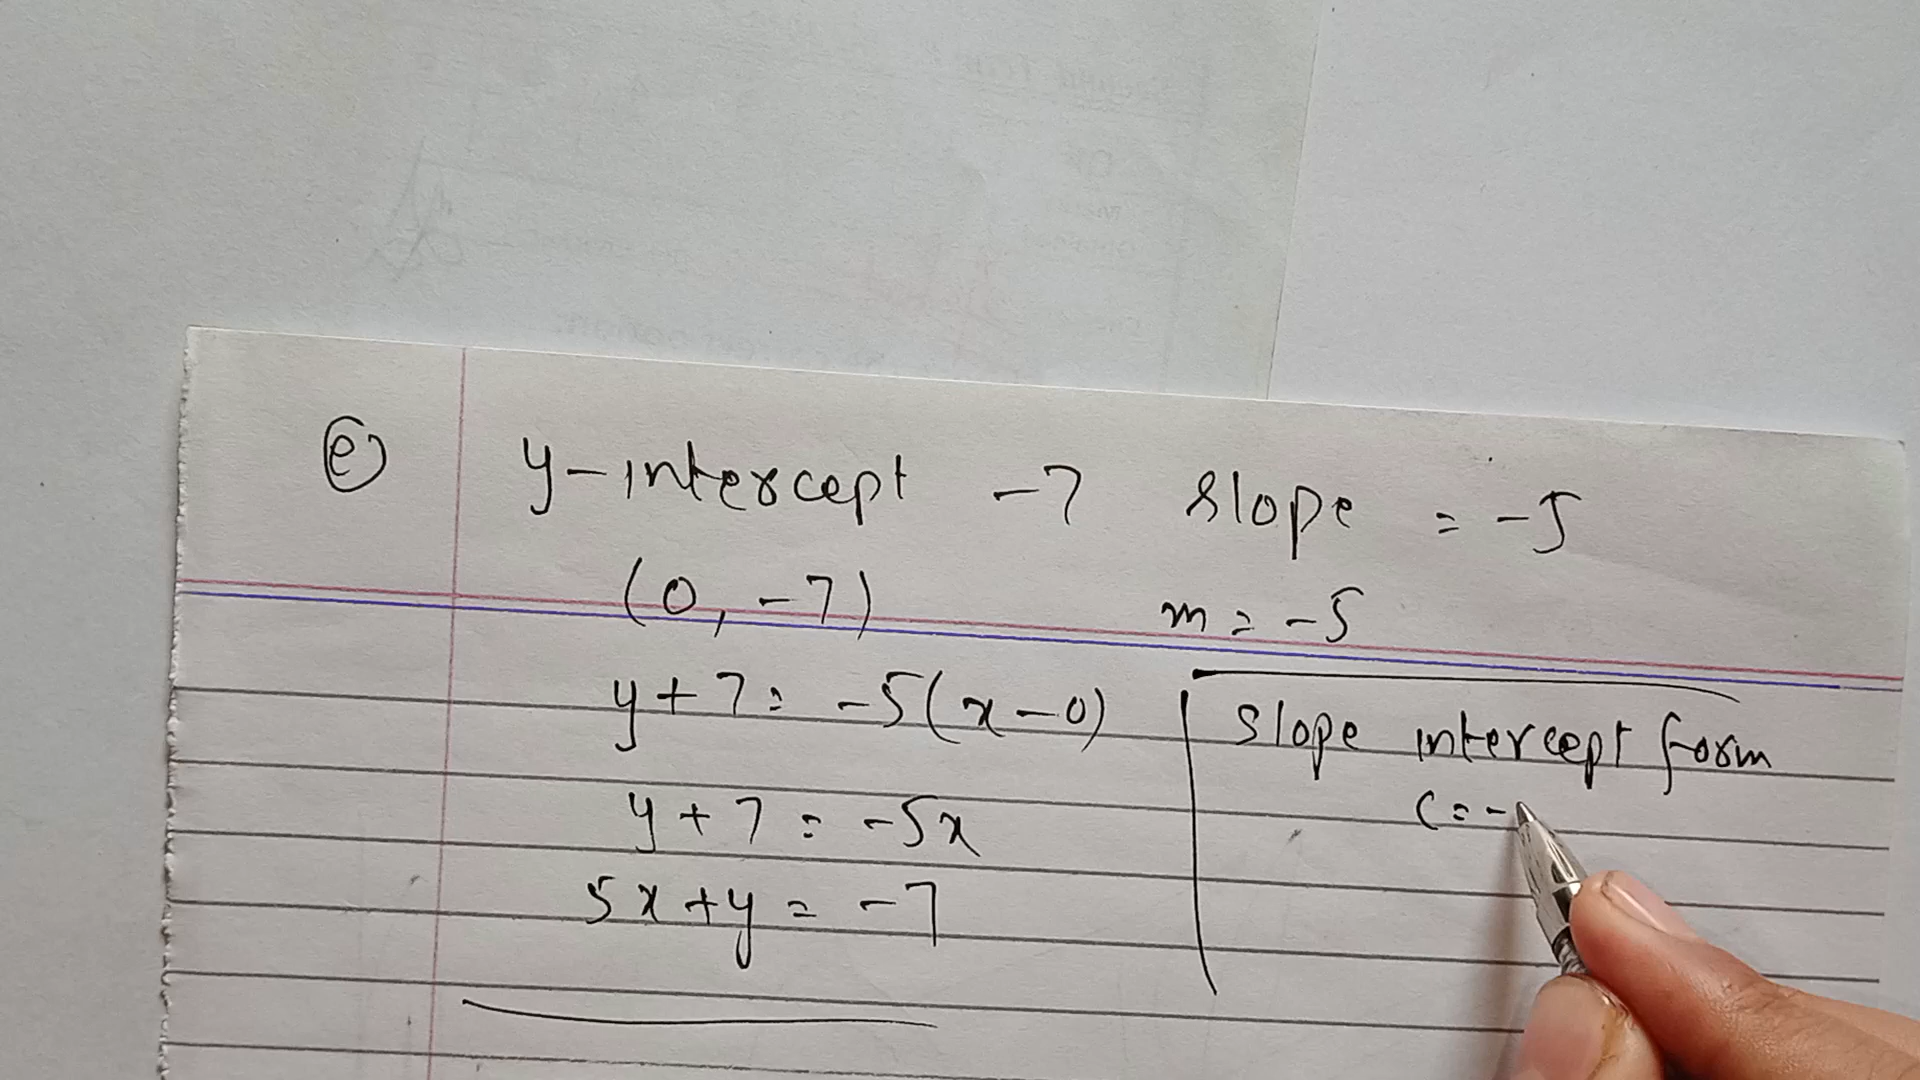 e) y-intercept -7 slope = -5
(0, -7) m = -5
y + 7 = -5(x - 0)
y + 7 = -5x
5x + y = -7
slope intercept form
c = -